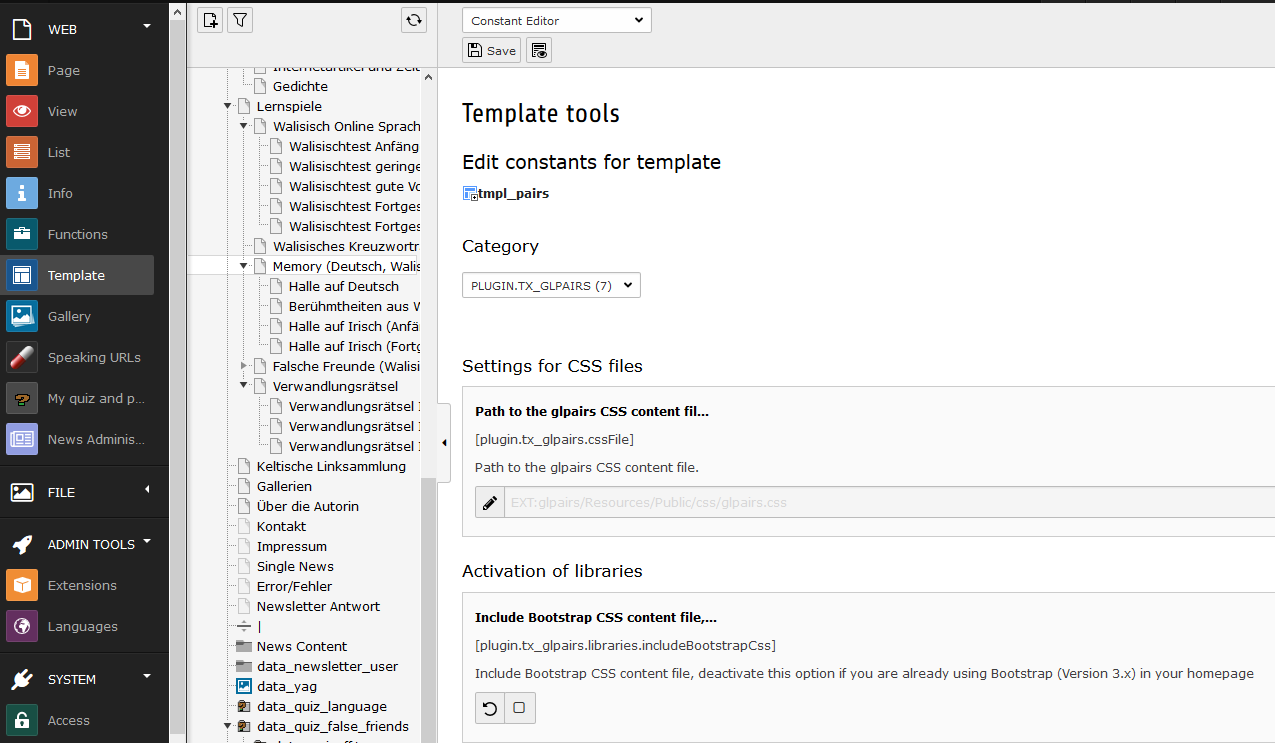 WEB
Page
View
List
Info
Functions
Template
Gallery
Speaking URLs
My quiz and p...
News Adminis...
FILE
ADMIN TOOLS
Extensions
Languages
SYSTEM
Access
Internetartikel und Zei
Gedichte
Lernspiele
Walisisch Online Sprach
Walisischtest Anfäng
Walisischtest geringe
Walisischtest gute Vo
Walisischtest Fortges
Walisischtest Fortges
Walisisches Kreuzwortr
Memory (Deutsch, Walis
Halle auf Deutsch
Berühmtheiten aus W
Halle auf Irisch (Anfä
Halle auf Irisch (Fortg
Falsche Freunde (Walisi
Verwandlungsrätsel
Verwandlungsrätsel I
Verwandlungsrätsel I
Verwandlungsrätsel I
Keltische Linksammlung
Gallerien
Über die Autorin
Kontakt
Impressum
Single News
Error/Fehler
Newsletter Antwort
|
News Content
data_newsletter_user
data_yag
data_quiz_language
data_quiz_false_friends
Constant Editor
Save
Template tools
Edit constants for template
tmpl_pairs
Category
PLUGIN.TX_GLPAIRS (7)
Settings for CSS files
Path to the glpairs CSS content fil...
[plugin.tx_glpairs.cssFile]
Path to the glpairs CSS content file.
EXT:glpairs/Resources/Public/css/glpairs.css
Activation of libraries
Include Bootstrap CSS content file,...
[plugin.tx_glpairs.libraries.includeBootstrapCss]
Include Bootstrap CSS content file, deactivate this option if you are already using Bootstrap (Version 3.x) in your homepage